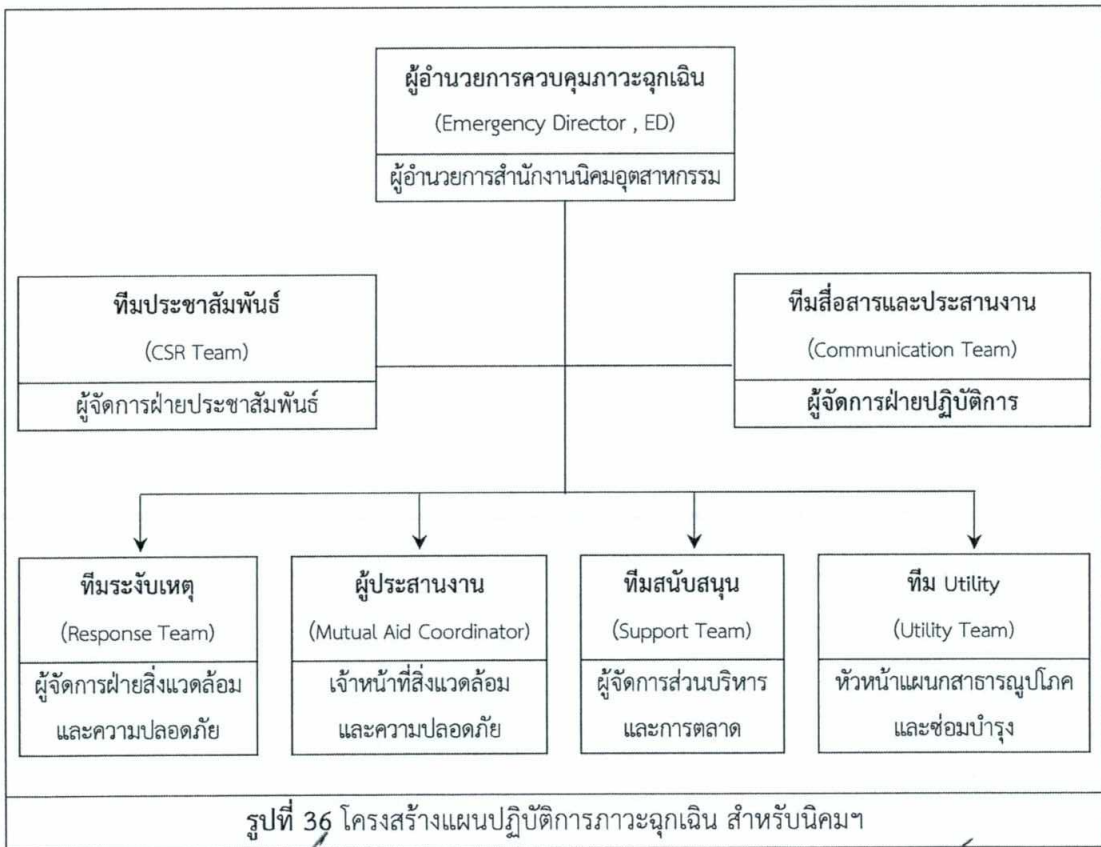 ผู้อำนวยการควบคุมภาวะฉุกเฉิน
(Emergency Director , ED)
ผู้อำนวยการสำนักงานนิคมอุตสาหกรรม
ทีมประชาสัมพันธ์
(CSR Team)
ผู้จัดการฝ่ายประชาสัมพันธ์
ทีมสื่อสารและประสานงาน
(Communication Team)
ผู้จัดการฝ่ายปฏิบัติการ
ทีมระงับเหตุ
(Response Team)
ผู้จัดการฝ่ายสิ่งแวดล้อม
และความปลอดภัย
ผู้ประสานงาน
(Mutual Aid Coordinator)
เจ้าหน้าที่สิ่งแวดล้อม
และความปลอดภัย
ทีมสนับสนุน
(Support Team)
ผู้จัดการส่วนบริหาร
และการตลาด
ทีม Utility
(Utility Team)
หัวหน้าแผนกสาธารณูปโภค
และซ่อมบำรุง
รูปที่ 36 โครงสร้างแผนปฏิบัติการภาวะฉุกเฉิน สำหรับนิคมฯ